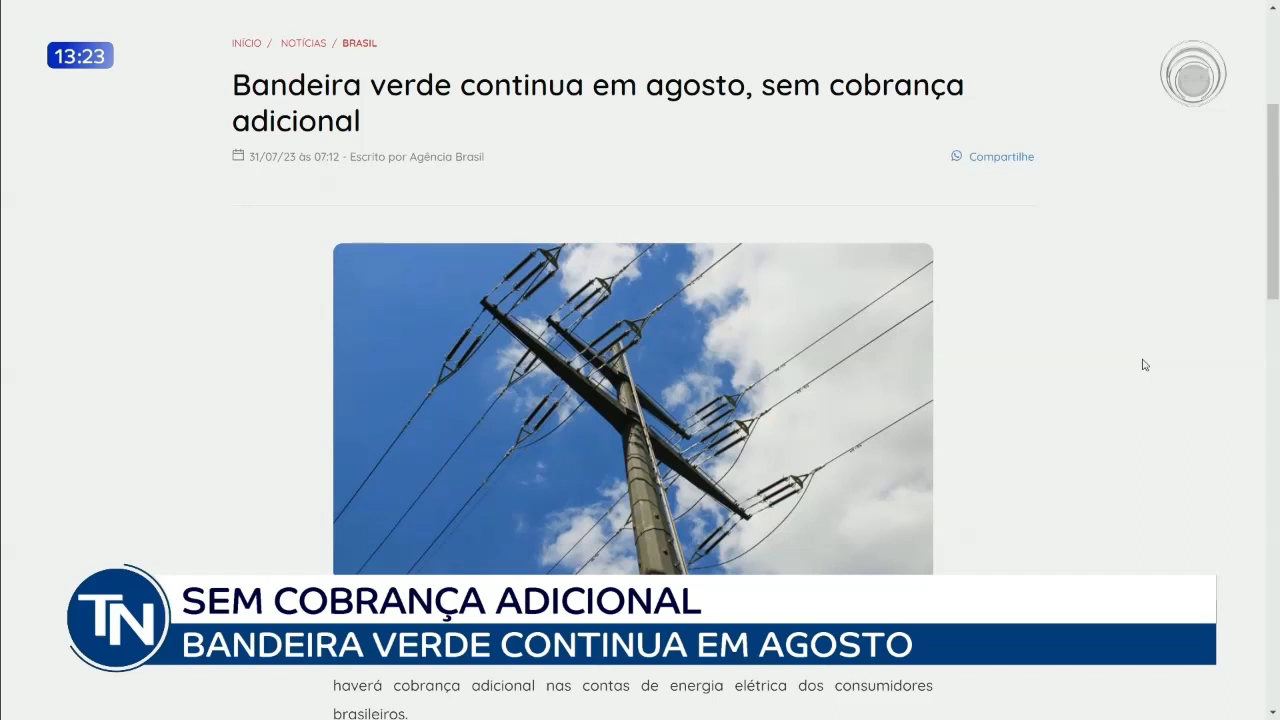 13:23
INÍCIO / NOTÍCIAS / BRASIL
Bandeira verde continua em agosto, sem cobrança
adicional
31/07/23 às 07:12 - Escrito por Agência Brasil
Compartilhe
TN
SEM COBRANÇA ADICIONAL
BANDEIRA VERDE CONTINUA EM AGOSTO
haverá cobrança adicional nas contas de energia elétrica dos consumidores
brasileiros.